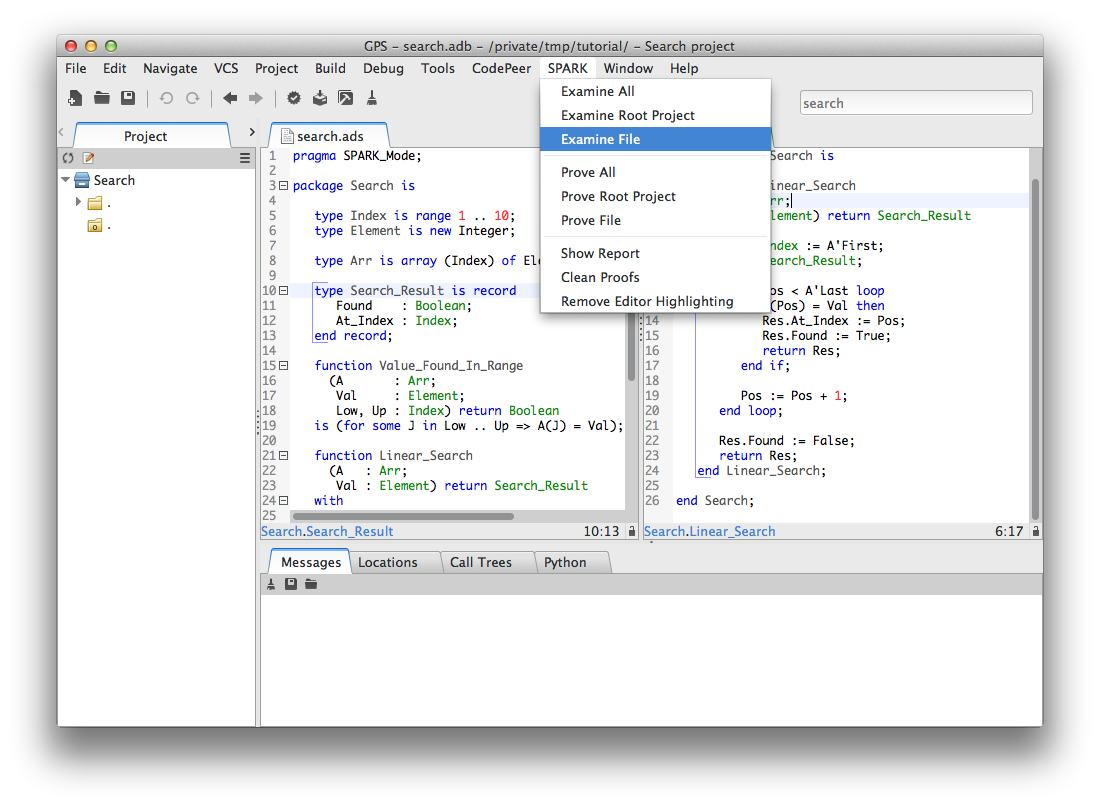 GPS - search.adb - /private/tmp/tutorial/ - Search project
File Edit Navigate VCS Project Build Debug Tools CodePeer SPARK Window Help
search
Examine All
Examine Root Project
Examine File
Prove All
Prove Root Project
Prove File
Show Report
Clean Proofs
Remove Editor Highlighting
Project
Search
.
.
search.ads
1 pragma SPARK_Mode;
2
3 package Search is
4
5 type Index is range 1 .. 10;
6 type Element is new Integer;
7
8 type Arr is array (Index) of Ele
9
10 type Search_Result is record
11 Found : Boolean;
12 At_Index : Index;
13 end record;
14
15 function Value_Found_In_Range
16 (A : Arr;
17 Val : Element;
18 Low, Up : Index) return Boolean
19 is (for some J in Low .. Up => A(J) = Val);
20
21 function Linear_Search
22 (A : Arr;
23 Val : Element) return Search_Result
24 with
25
Search.Search_Result 10:13
Search is
inear_Search
rr;
lement) return Search_Result
ndex := A'First;
earch_Result;
os < A'Last loop
(Pos) = Val then
14 Res.At_Index := Pos;
15 Res.Found := True;
16 return Res;
17 end if;
18
19 Pos := Pos + 1;
20 end loop;
21
22 Res.Found := False;
23 return Res;
24 end Linear_Search;
25
26 end Search;
Search.Linear_Search 6:17
Messages Locations Call Trees Python